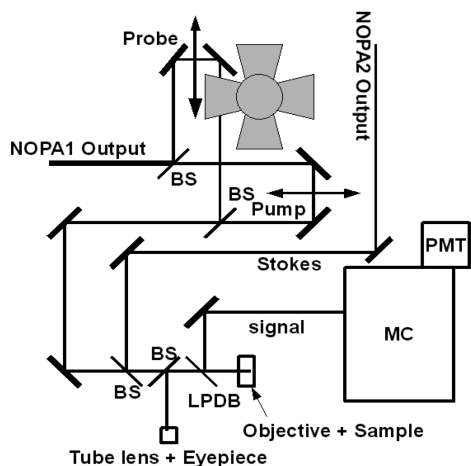 Probe
NOPA2 Output
NOPA1 Output
BS
BS
Pump
PMT
Stokes
signal
MC
BS
BS
LPDB
Objective + Sample
Tube lens + Eyepiece